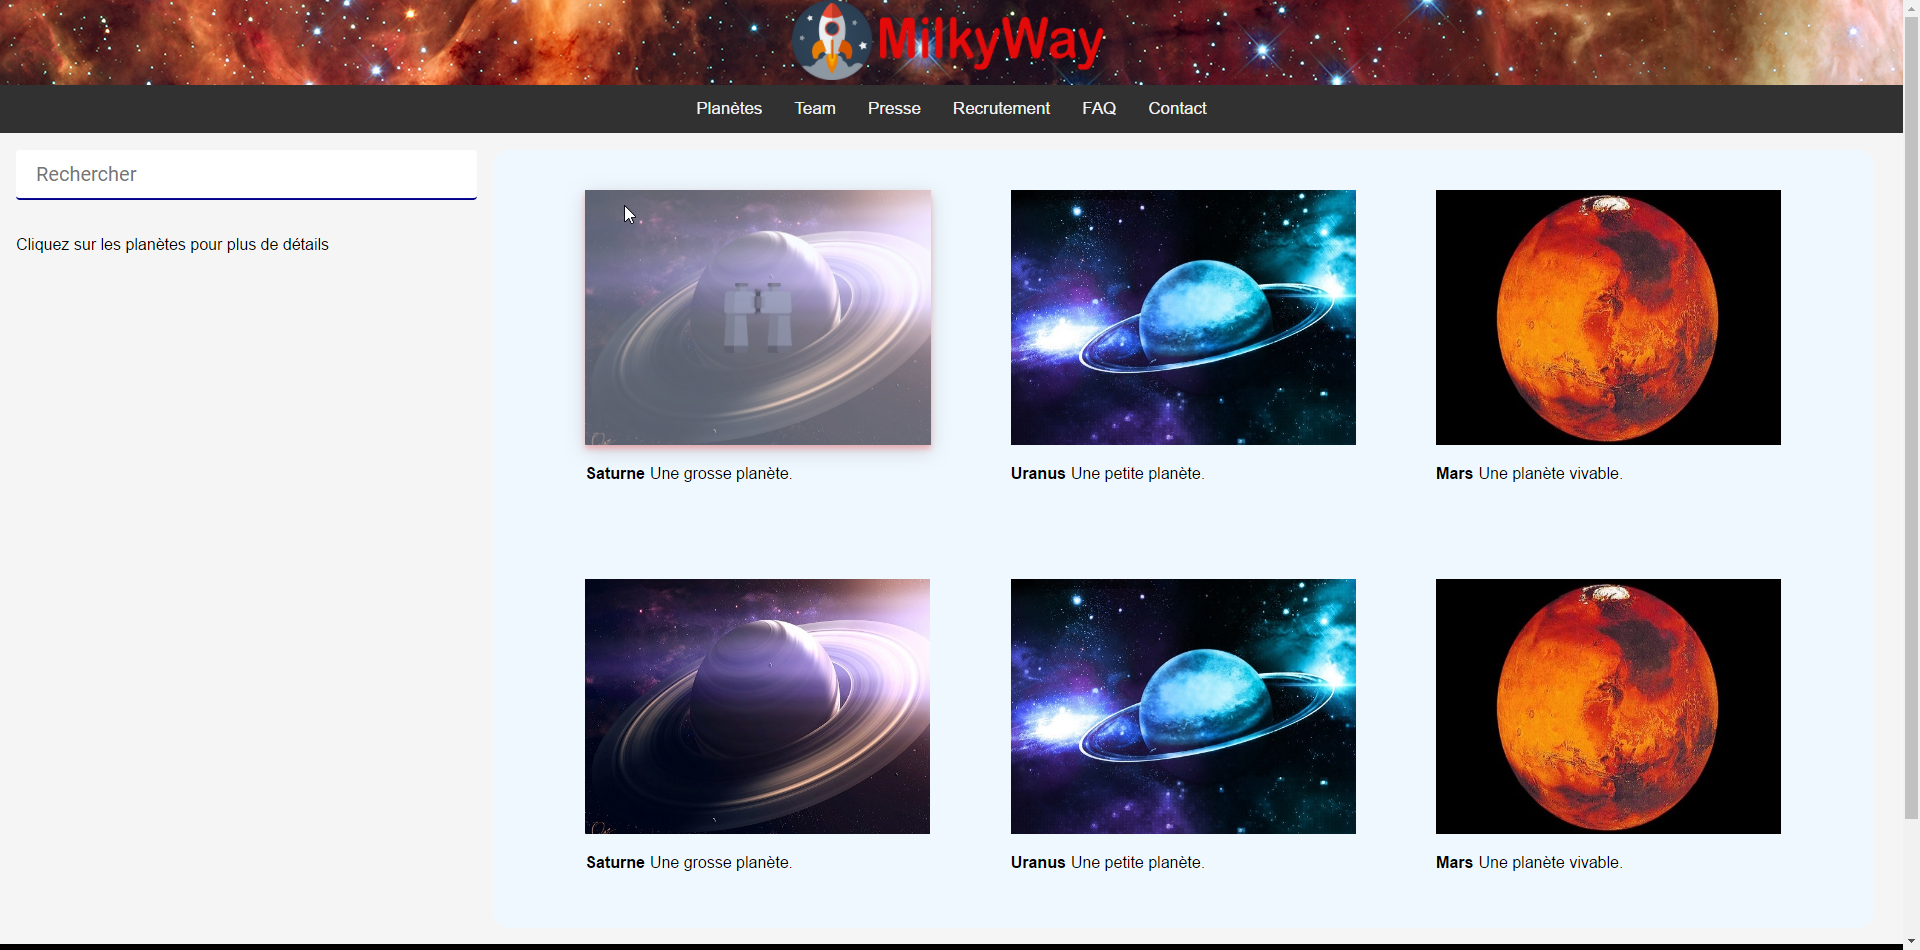 MilkyWay
Planètes Team Presse Recrutement FAQ Contact
Rechercher
Cliquez sur les planètes pour plus de détails
Saturne Une grosse planète.
Uranus Une petite planète.
Mars Une planète vivable.
Saturne Une grosse planète.
Uranus Une petite planète.
Mars Une planète vivable.